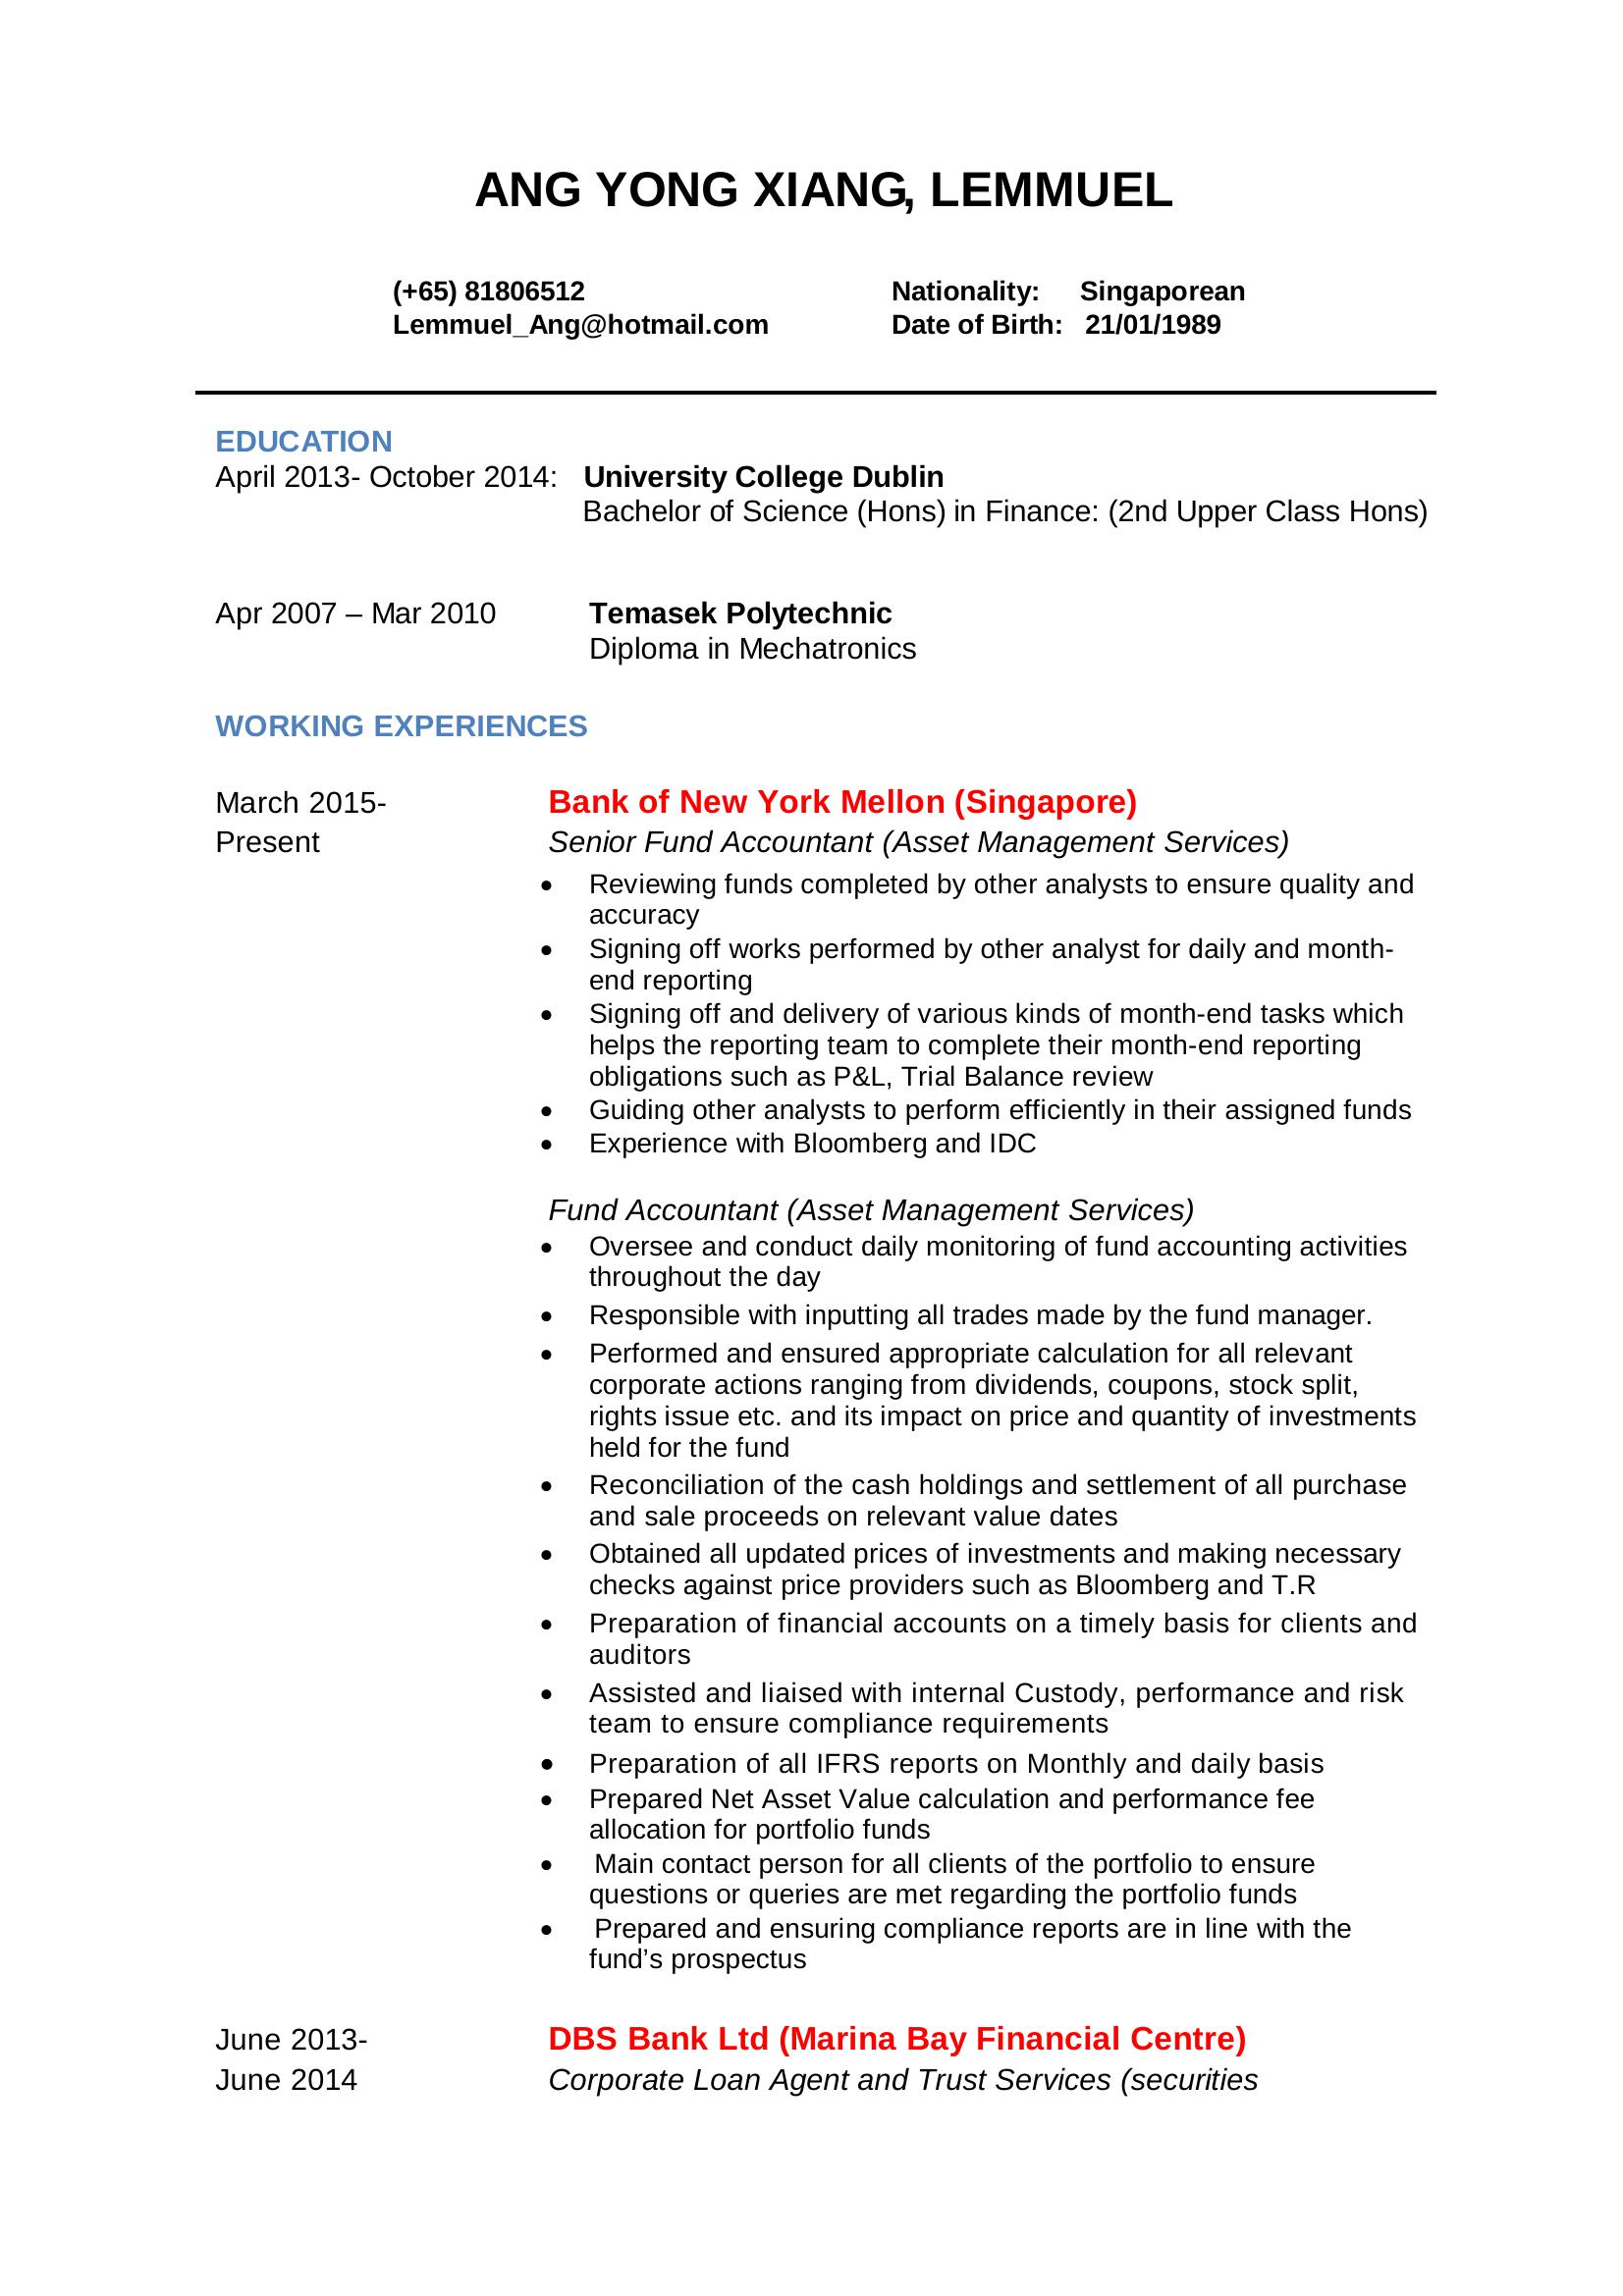 ANG YONG XIANG, LEMMUEL
(+65) 81806512 Nationality: Singaporean
Lemmuel_Ang@hotmail.com Date of Birth: 21/01/1989
EDUCATION
April 2013- October 2014: University College Dublin
Bachelor of Science (Hons) in Finance: (2nd Upper Class Hons)
Apr 2007 – Mar 2010 Temasek Polytechnic
Diploma in Mechatronics
WORKING EXPERIENCES
March 2015- Bank of New York Mellon (Singapore)
Present Senior Fund Accountant (Asset Management Services)
• Reviewing funds completed by other analysts to ensure quality and
accuracy
• Signing off works performed by other analyst for daily and month-
end reporting
• Signing off and delivery of various kinds of month-end tasks which
helps the reporting team to complete their month-end reporting
obligations such as P&L, Trial Balance review
• Guiding other analysts to perform efficiently in their assigned funds
• Experience with Bloomberg and IDC
Fund Accountant (Asset Management Services)
• Oversee and conduct daily monitoring of fund accounting activities
throughout the day
• Responsible with inputting all trades made by the fund manager.
• Performed and ensured appropriate calculation for all relevant
corporate actions ranging from dividends, coupons, stock split,
rights issue etc. and its impact on price and quantity of investments
held for the fund
• Reconciliation of the cash holdings and settlement of all purchase
and sale proceeds on relevant value dates
• Obtained all updated prices of investments and making necessary
checks against price providers such as Bloomberg and T.R
• Preparation of financial accounts on a timely basis for clients and
auditors
• Assisted and liaised with internal Custody, performance and risk
team to ensure compliance requirements
• Preparation of all IFRS reports on Monthly and daily basis
• Prepared Net Asset Value calculation and performance fee
allocation for portfolio funds
• Main contact person for all clients of the portfolio to ensure
questions or queries are met regarding the portfolio funds
• Prepared and ensuring compliance reports are in line with the
fund’s prospectus
June 2013- DBS Bank Ltd (Marina Bay Financial Centre)
June 2014 Corporate Loan Agent and Trust Services (securities